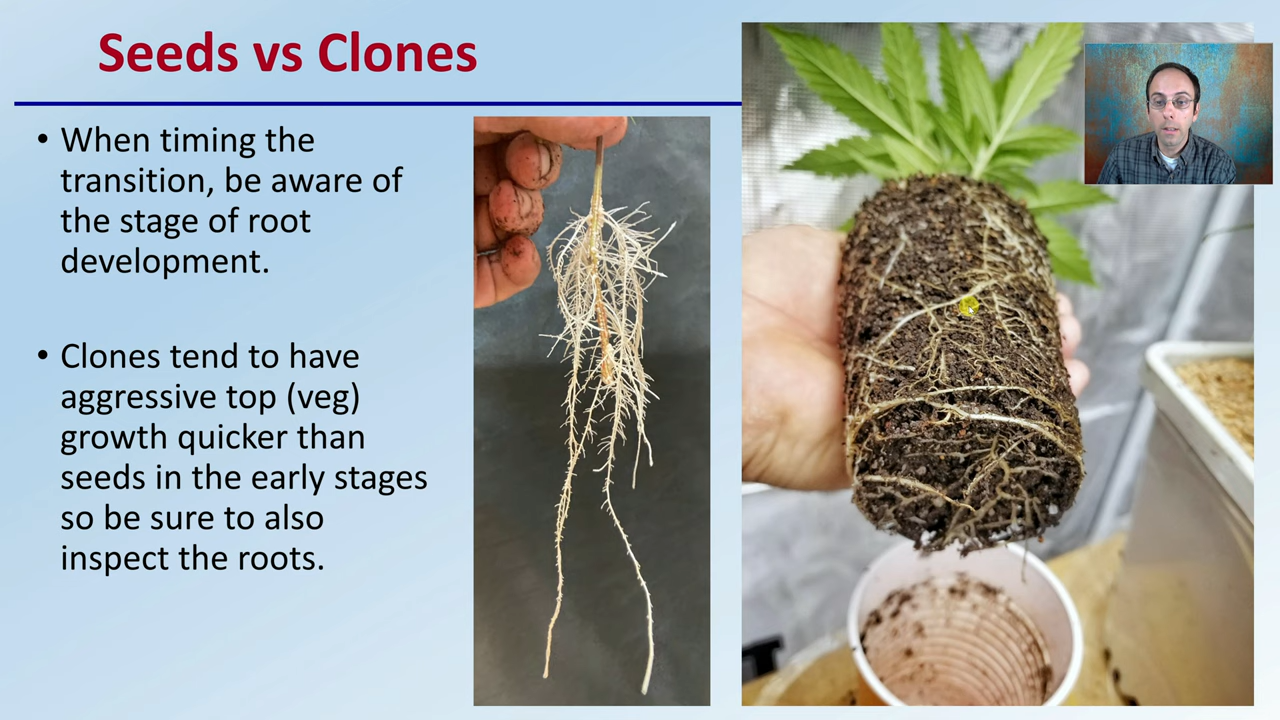 Seeds vs Clones
• When timing the
transition, be aware of
the stage of root
development.
• Clones tend to have
aggressive top (veg)
growth quicker than
seeds in the early stages
so be sure to also
inspect the roots.